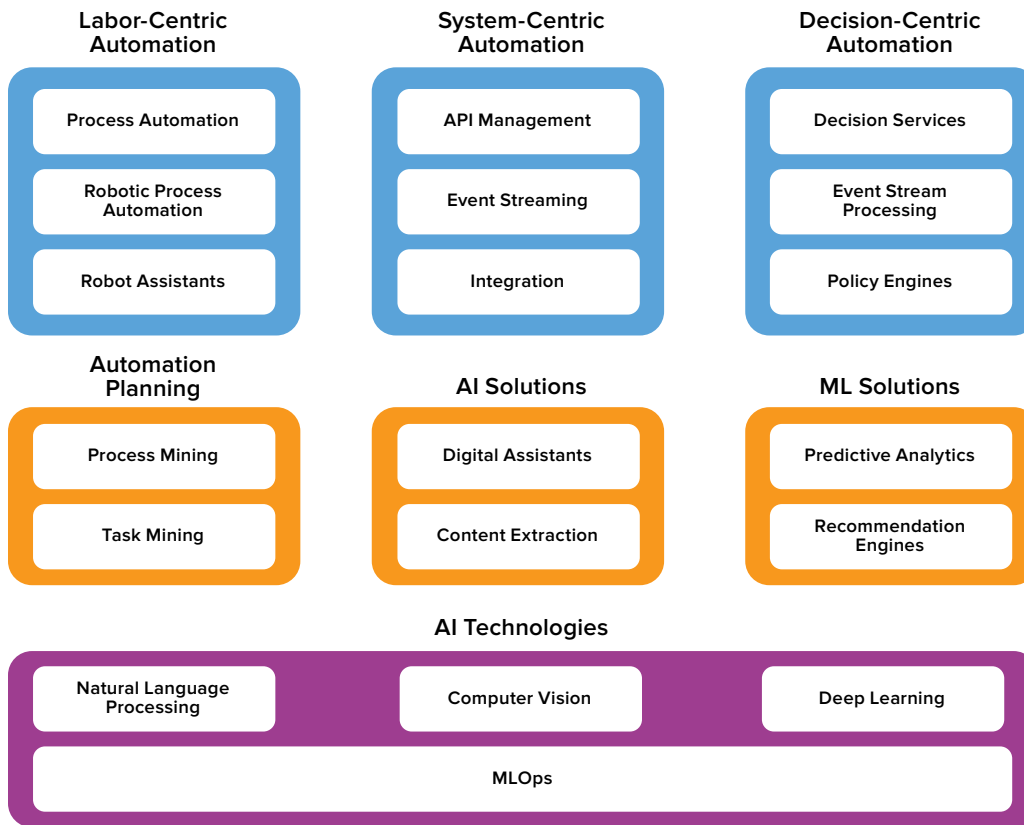 Labor-Centric
Automation
Process Automation
Robotic Process
Automation
Robot Assistants
System-Centric
Automation
API Management
Event Streaming
Integration
Decision-Centric
Automation
Decision Services
Event Stream
Processing
Policy Engines
Automation
Planning
Process Mining
Task Mining
AI Solutions
Digital Assistants
Content Extraction
ML Solutions
Predictive Analytics
Recommendation
Engines
AI Technologies
Natural Language
Processing
Computer Vision
Deep Learning
MLOps